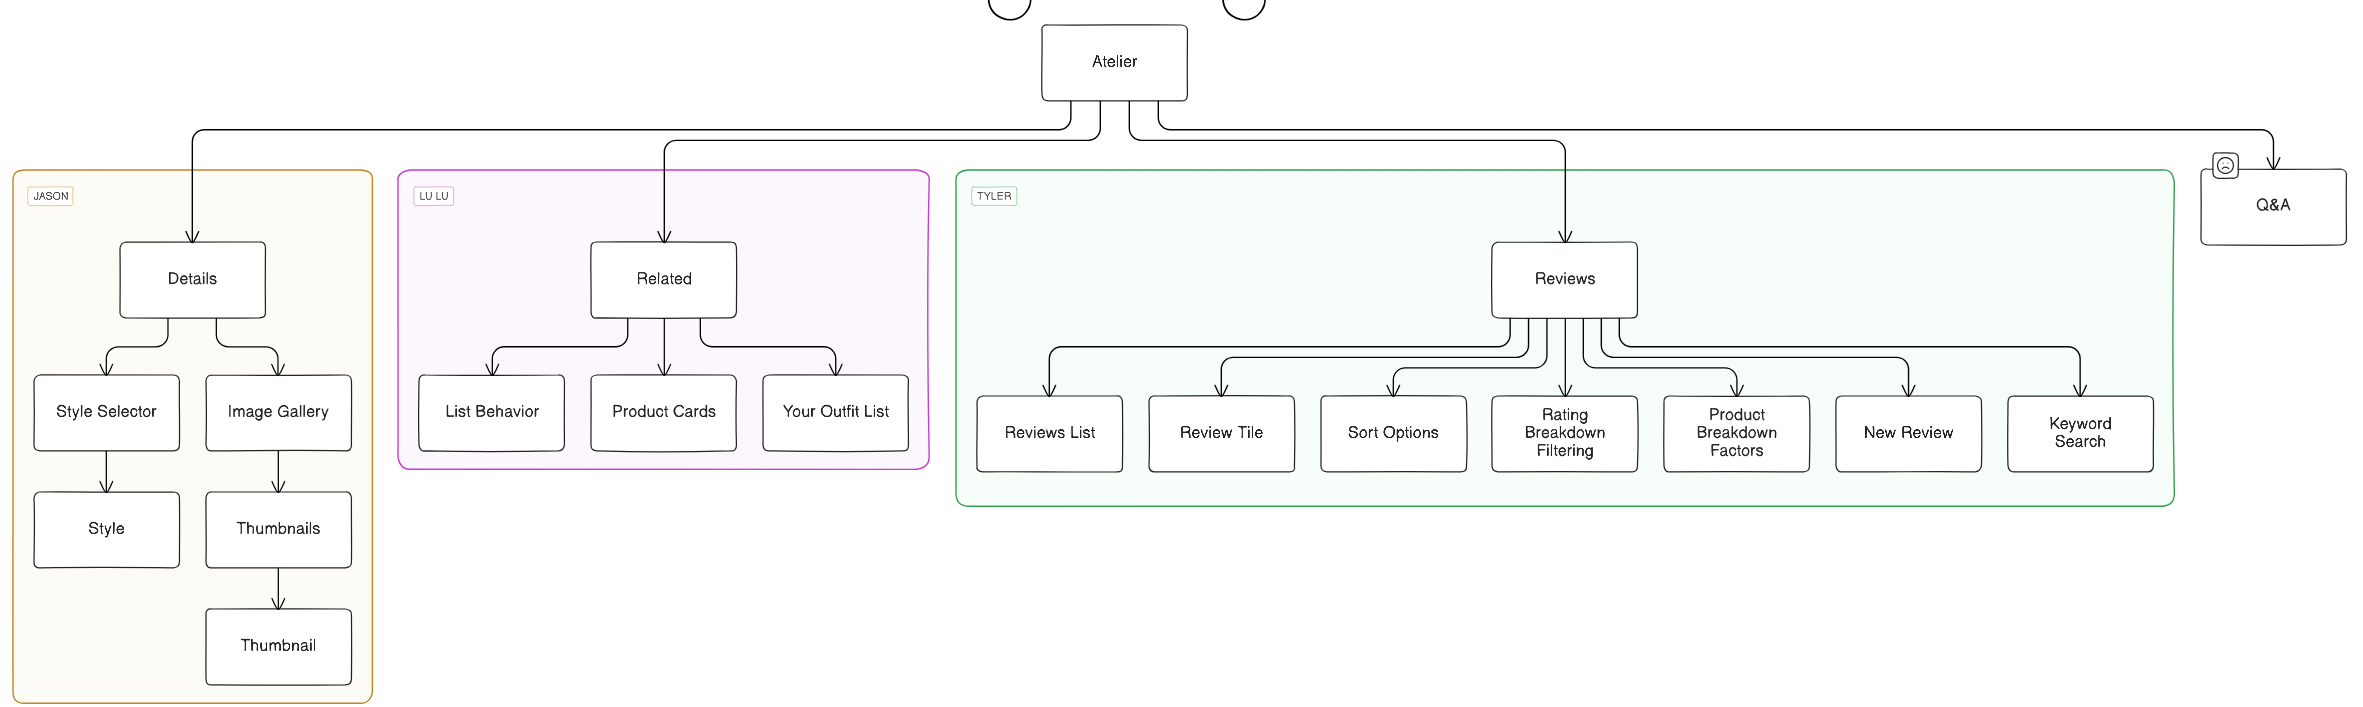 Atelier
JASON
LU LU
TYLER
Q&A
Details
Related
Reviews
Style Selector
Image Gallery
List Behavior
Product Cards
Your Outfit List
Reviews List
Review Tile
Sort Options
Rating
Breakdown
Filtering
Product
Breakdown
Factors
New Review
Keyword
Search
Style
Thumbnails
Thumbnail